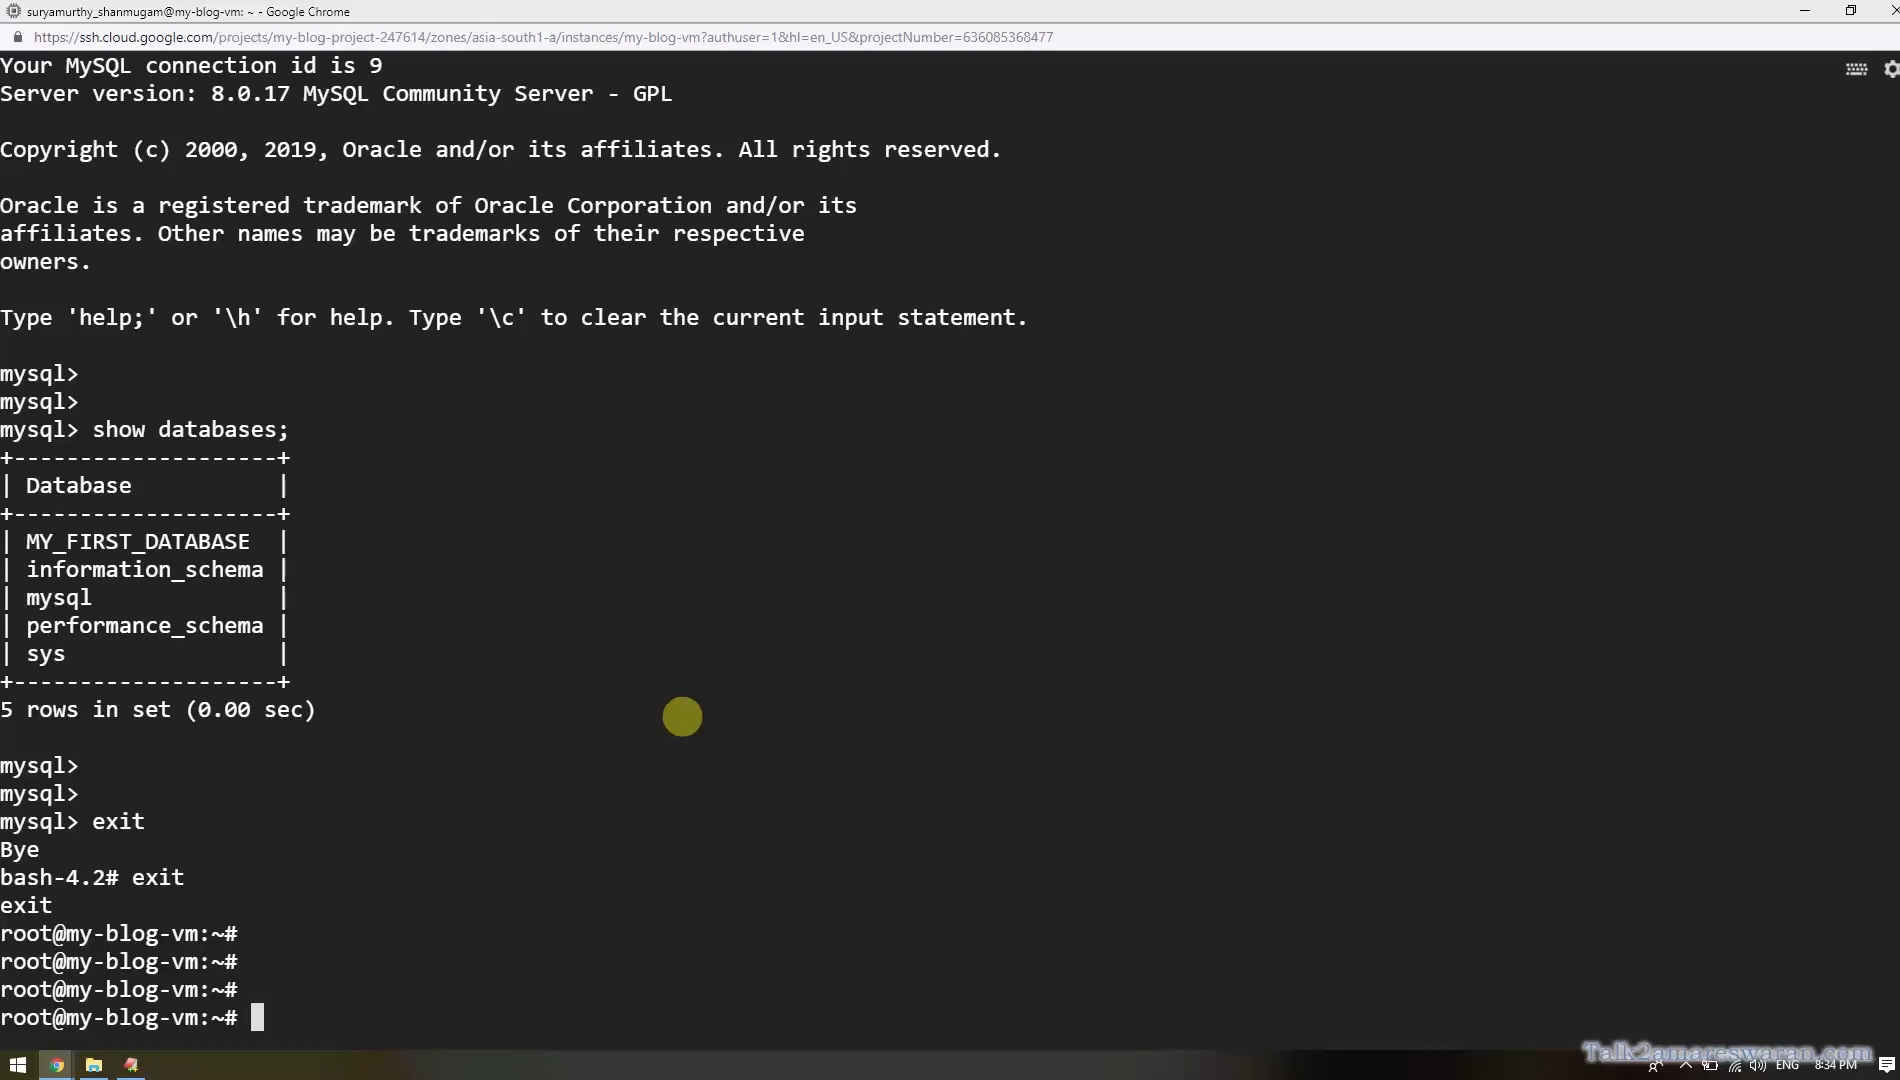 suryamurthy_shanmugam@my-blog-vm: ~ - Google Chrome
https://ssh.cloud.google.com/projects/my-blog-project-247614/zones/asia-south1-a/instances/my-blog-vm?authuser=1&hl=en_US&projectNumber=636085368477
Your MySQL connection id is 9
Server version: 8.0.17 MySQL Community Server - GPL
Copyright (c) 2000, 2019, Oracle and/or its affiliates. All rights reserved.
Oracle is a registered trademark of Oracle Corporation and/or its
affiliates. Other names may be trademarks of their respective
owners.
Type 'help;' or '\h' for help. Type '\c' to clear the current input statement.
mysql>
mysql>
mysql> show databases;
+--------------------+
| Database           |
+--------------------+
| MY_FIRST_DATABASE  |
| information_schema |
| mysql              |
| performance_schema |
| sys                |
+--------------------+
5 rows in set (0.00 sec)
mysql>
mysql>
mysql> exit
Bye
bash-4.2# exit
exit
root@my-blog-vm:~#
root@my-blog-vm:~#
root@my-blog-vm:~#
root@my-blog-vm:~#
Talk2amareswaran.com
ENG 8:34 PM